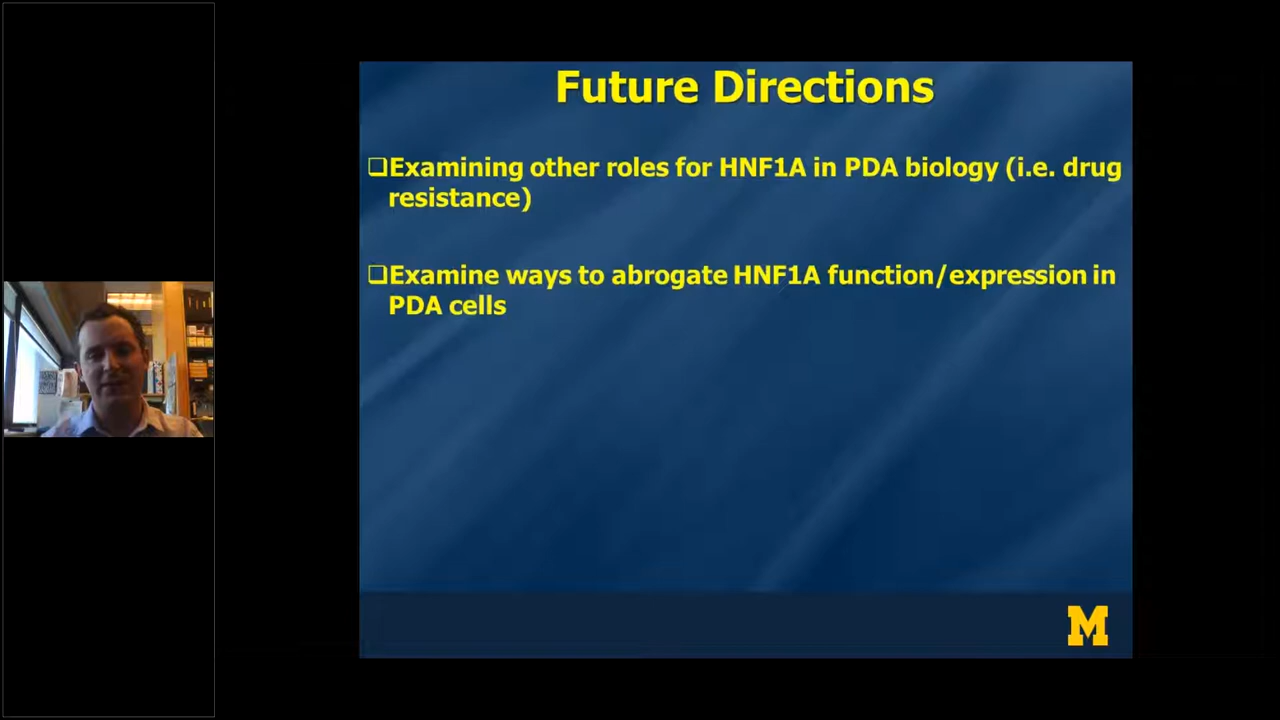 Future Directions
❑Examining other roles for HNF1A in PDA biology (i.e. drug
resistance)
❑Examine ways to abrogate HNF1A function/expression in
PDA cells
M